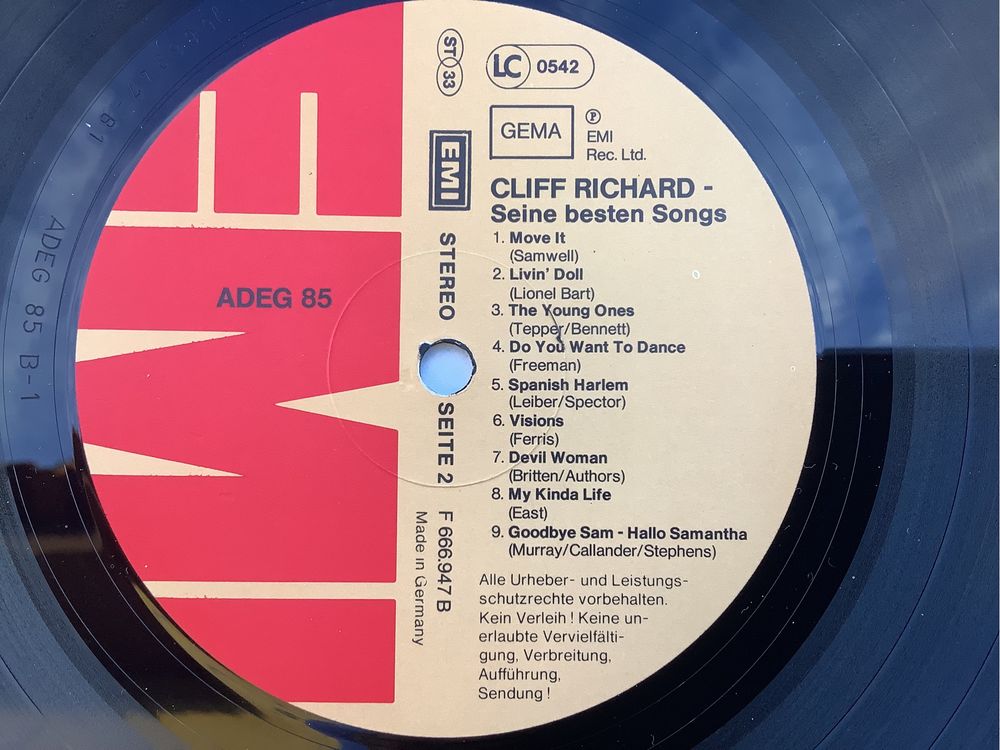 ST 33
LC 0542
GEMA
Ⓟ
EMI
Rec. Ltd.
EMI
CLIFF RICHARD -
Seine besten Songs
STEREO
1. Move It
(Samwell)
2. Livin' Doll
(Lionel Bart)
3. The Young Ones
(Tepper/Bennett)
4. Do You Want To Dance
(Freeman)
5. Spanish Harlem
(Leiber/Spector)
6. Visions
(Ferris)
7. Devil Woman
(Britten/Authors)
8. My Kinda Life
(East)
9. Goodbye Sam - Hallo Samantha
(Murray/Callander/Stephens)
ADEG 85
SEITE 2
F 666.947 B
Made in Germany
Alle Urheber- und Leistungs-
schutzrechte vorbehalten.
Kein Verleih! Keine un-
erlaubte Vervielfälti-
gung, Verbreitung,
Aufführung,
Sendung!
ADEG 85 B-1